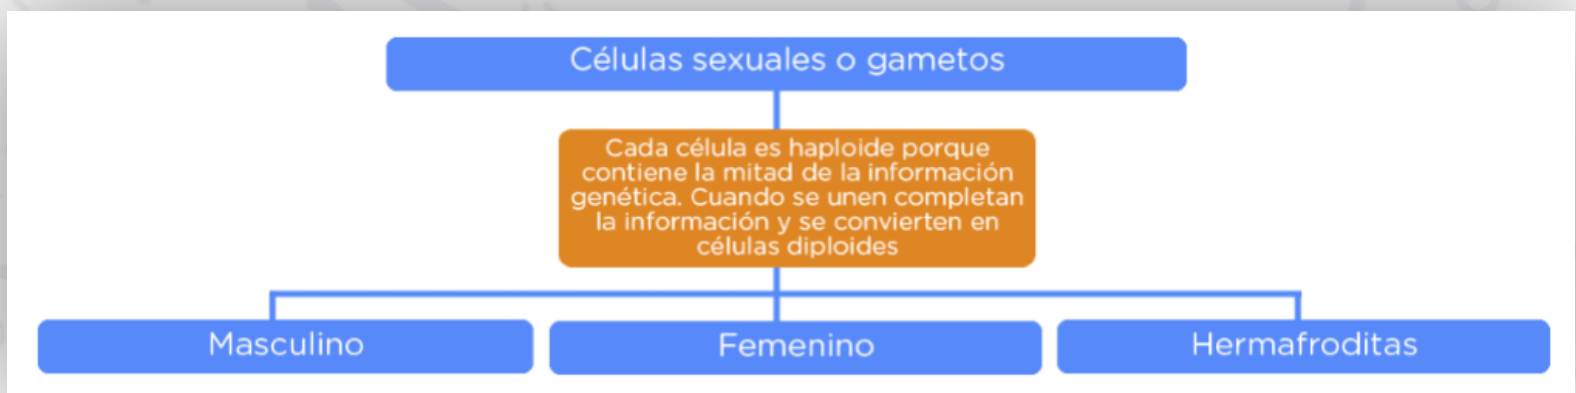 Células sexuales o gametos
Cada célula es haploide porque
contiene la mitad de la información
genética. Cuando se unen completan
la información y se convierten en
células diploides
Masculino
Femenino
Hermafroditas